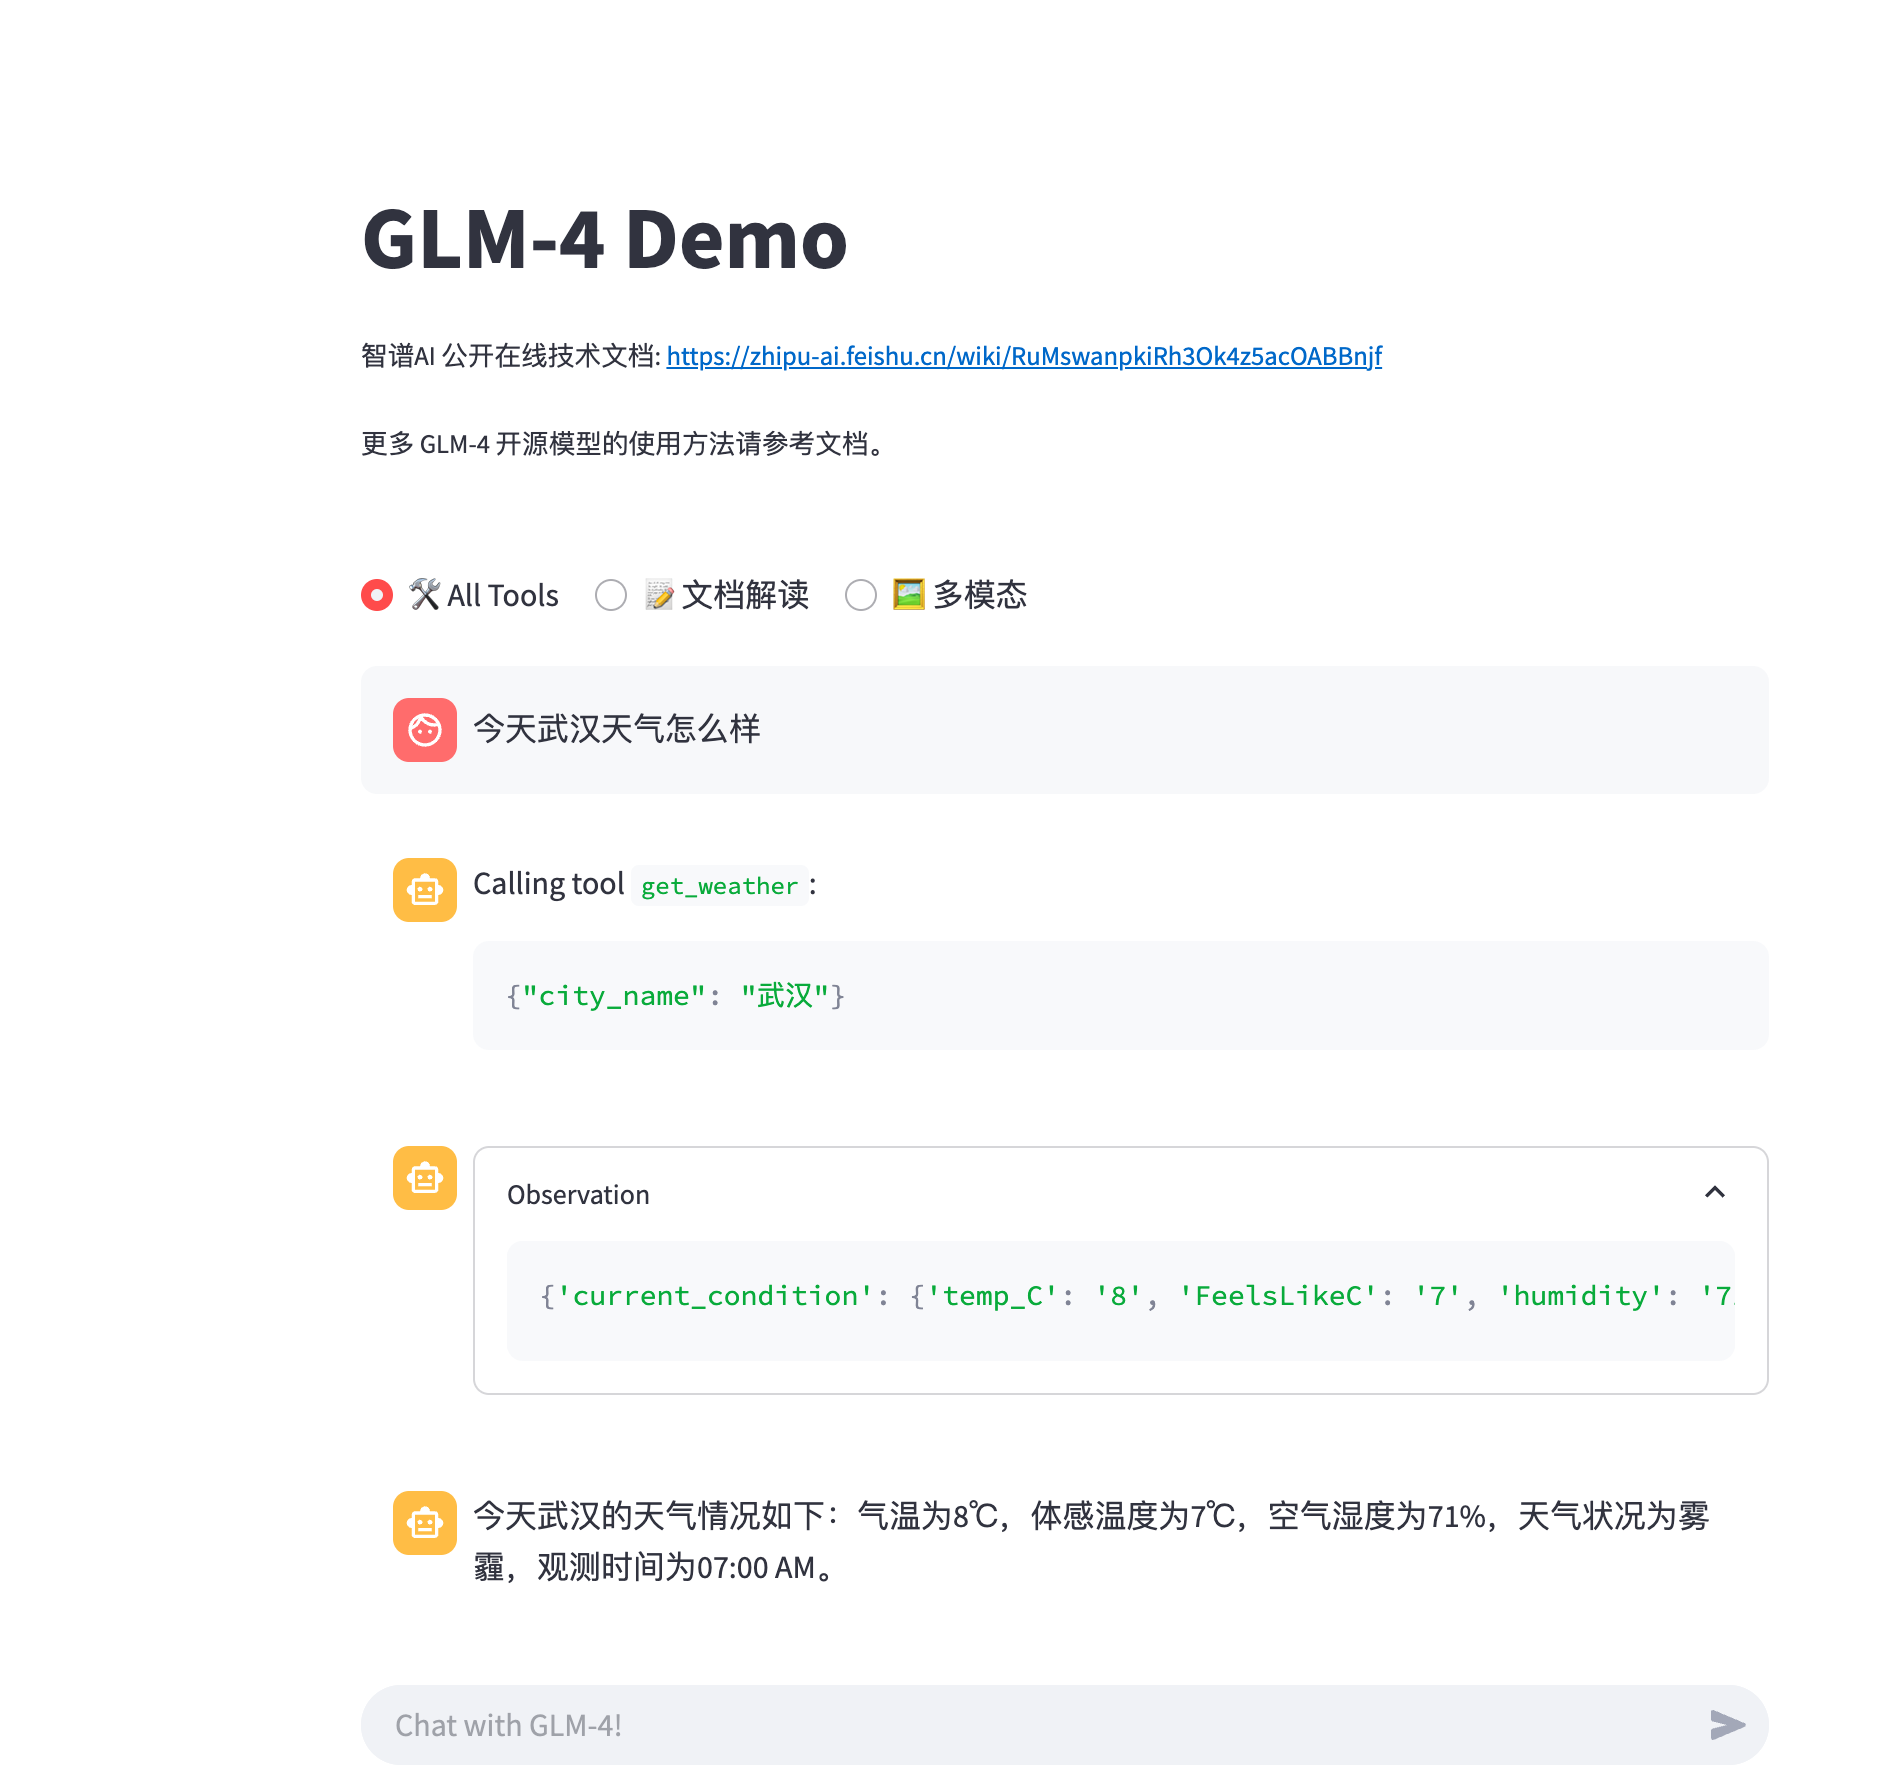 GLM-4 Demo
智谱AI 公开在线技术文档: https://zhipu-ai.feishu.cn/wiki/RuMswanpkiRh3Ok4z5acOABBnjf
更多 GLM-4 开源模型的使用方法请参考文档。
🛠️ All Tools 📝 文档解读 🖼️ 多模态
今天武汉天气怎么样
Calling tool get_weather :
{"city_name": "武汉"}
Observation
{'current_condition': {'temp_C': '8', 'FeelsLikeC': '7', 'humidity': '7
今天武汉的天气情况如下：气温为8℃，体感温度为7℃，空气湿度为71%，天气状况为雾
霾，观测时间为07:00 AM。
Chat with GLM-4!